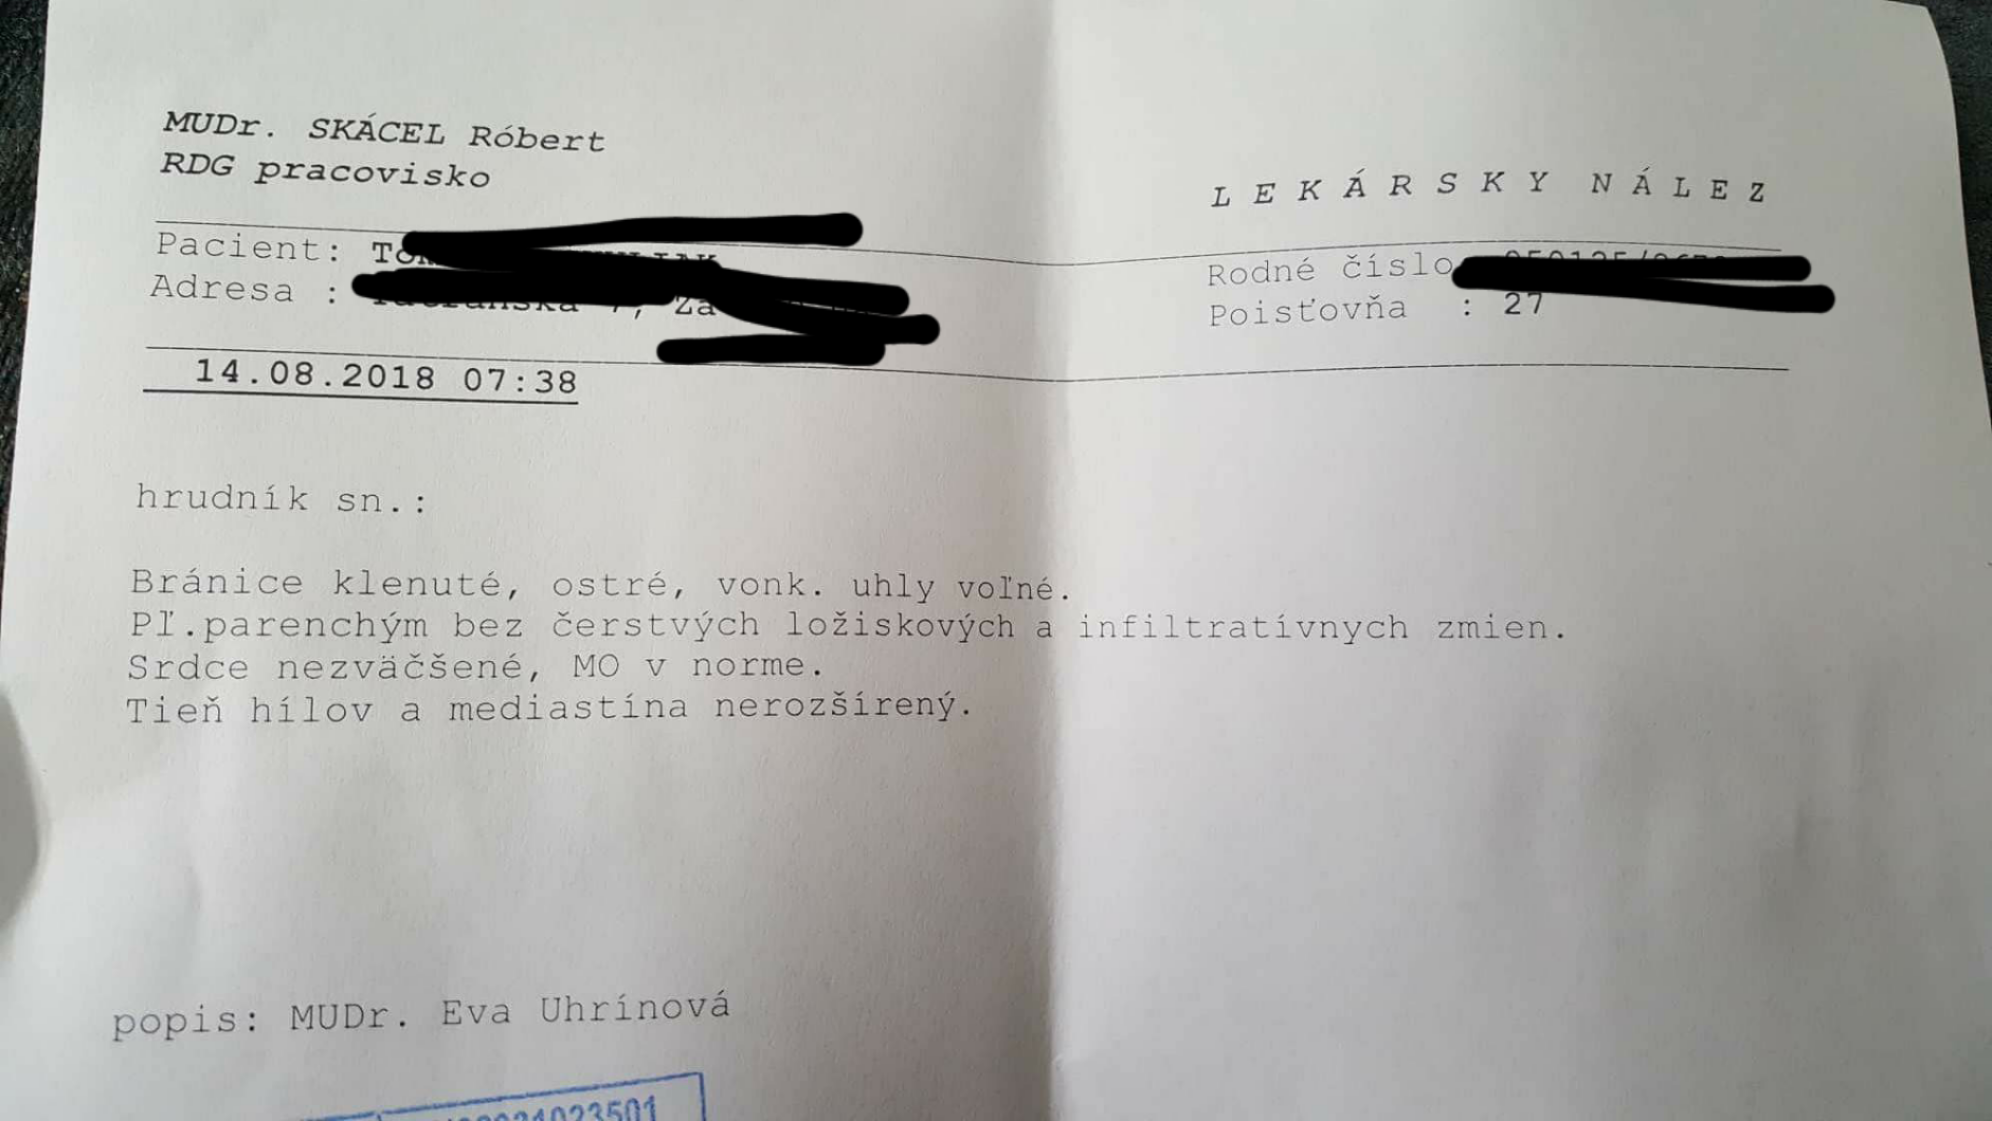 MUDr. SKÁCEL Róbert
RDG pracovisko
LEKÁRSKY NÁLEZ
Pacient:
Adresa :
Rodné číslo
Poisťovňa : 27
14.08.2018 07:38
hrudník sn.:
Bránice klenuté, ostré, vonk. uhly voľné.
Pľ.parenchým bez čerstvých ložiskových a infiltratívnych zmien.
Srdce nezväčšené, MO v norme.
Tieň hílov a mediastína nerozšírený.
popis: MUDr. Eva Uhrínová